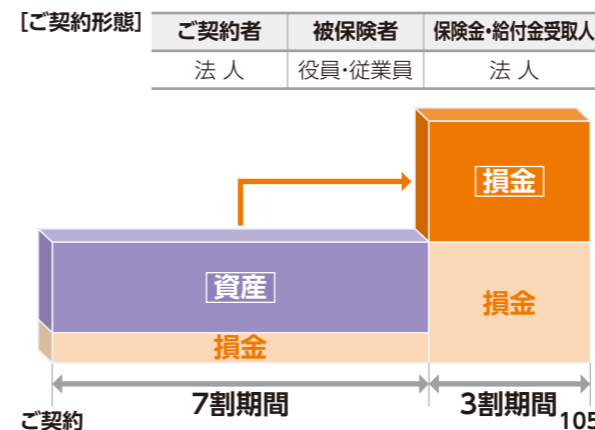 [ご契約形態]
ご契約者 被保険者 保険金・給付金受取人
法 人 役員・従業員 法 人
損金
資産
損金
損金
7割期間 3割期間
ご契約 105